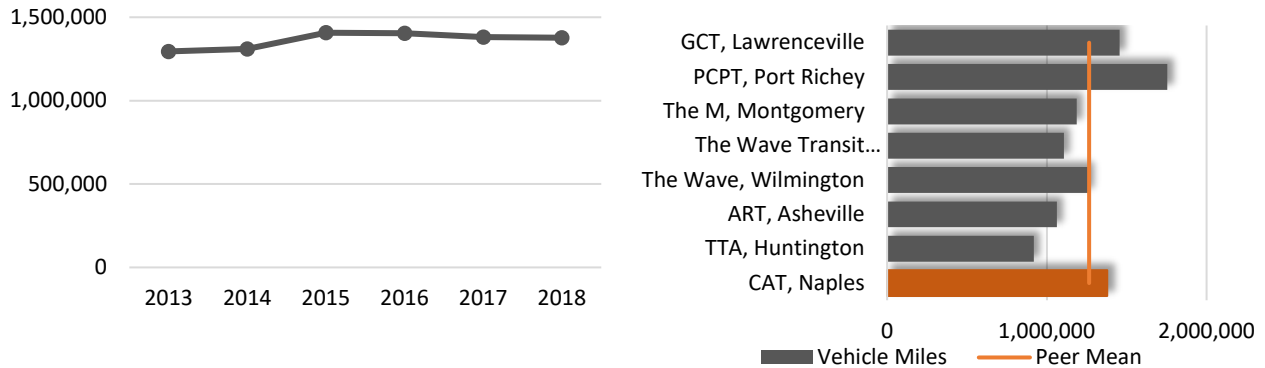 1,500,000
1,000,000
500,000
0
2013 2014 2015 2016 2017 2018
GCT, Lawrenceville
PCPT, Port Richey
The M, Montgomery
The Wave Transit...
The Wave, Wilmington
ART, Asheville
TTA, Huntington
CAT, Naples
0 1,000,000 2,000,000
Vehicle Miles Peer Mean